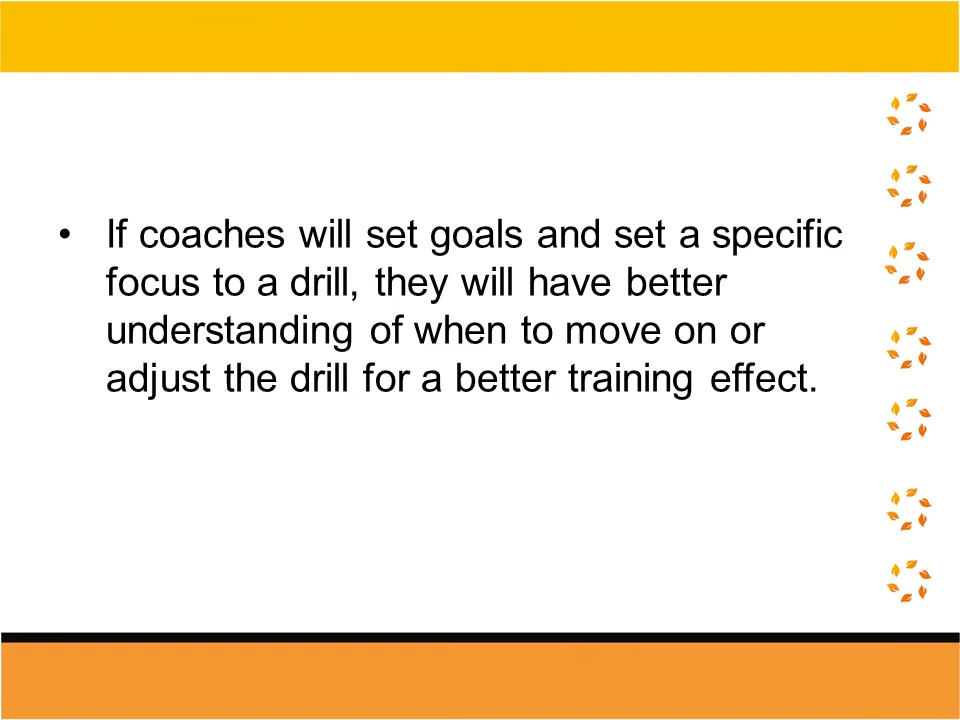 • If coaches will set goals and set a specific
focus to a drill, they will have better
understanding of when to move on or
adjust the drill for a better training effect.